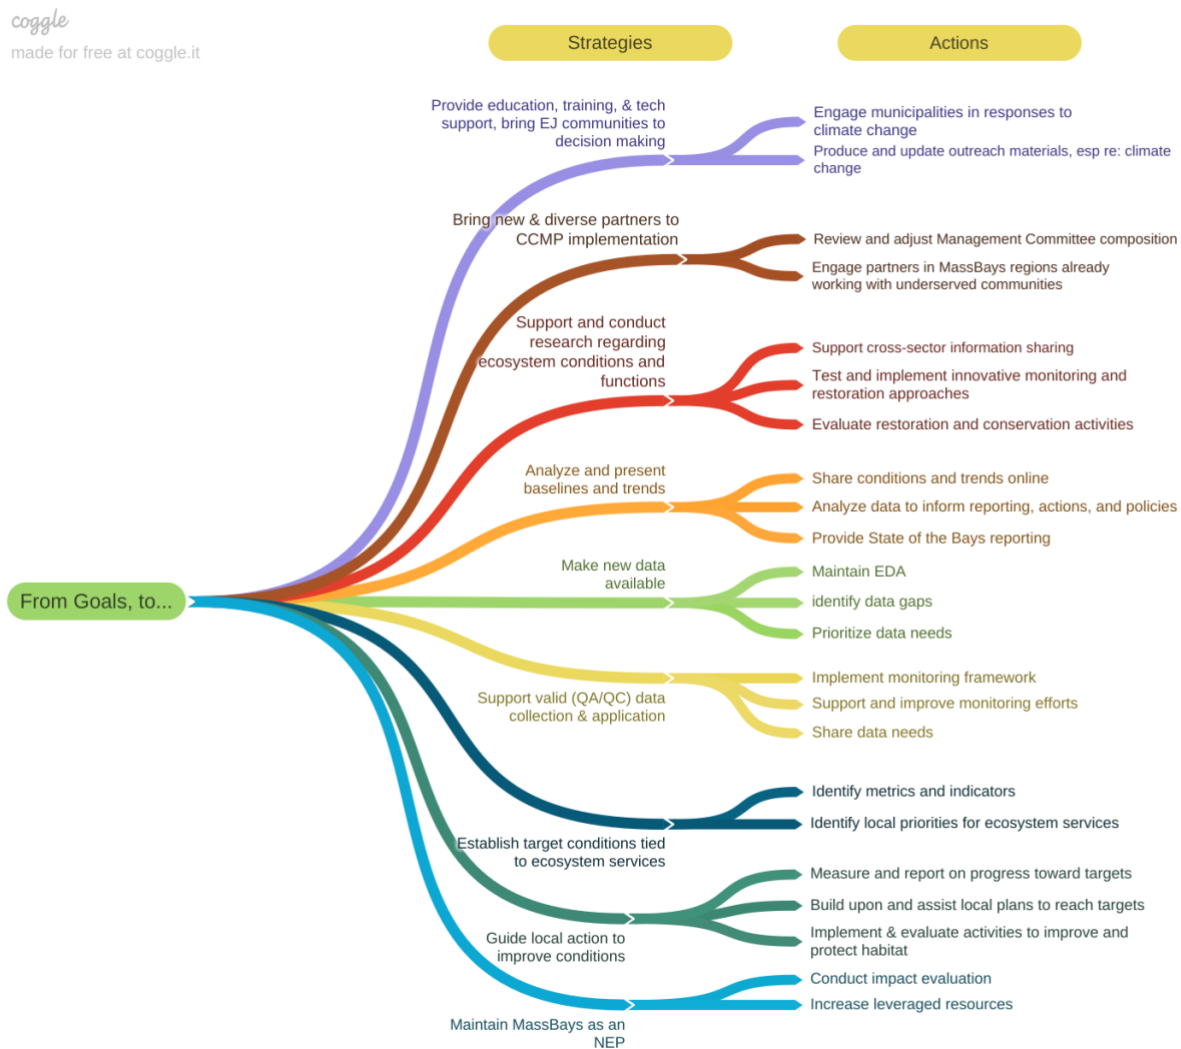 coggle
made for free at coggle.it
Strategies
Actions
Provide education, training, & tech
support, bring EJ communities to
decision making
Engage municipalities in responses to
climate change
Produce and update outreach materials, esp re: climate
change
Bring new & diverse partners to
CCMP implementation
Review and adjust Management Committee composition
Engage partners in MassBays regions already
working with underserved communities
Support and conduct
research regarding
ecosystem conditions and
functions
Support cross-sector information sharing
Test and implement innovative monitoring and
restoration approaches
Evaluate restoration and conservation activities
Analyze and present
baselines and trends
Share conditions and trends online
Analyze data to inform reporting, actions, and policies
Provide State of the Bays reporting
From Goals, to...
Make new data
available
Maintain EDA
identify data gaps
Prioritize data needs
Support valid (QA/QC) data
collection & application
Implement monitoring framework
Support and improve monitoring efforts
Share data needs
Establish target conditions tied
to ecosystem services
Identify metrics and indicators
Identify local priorities for ecosystem services
Guide local action to
improve conditions
Measure and report on progress toward targets
Build upon and assist local plans to reach targets
Implement & evaluate activities to improve and
protect habitat
Maintain MassBays as an
NEP
Conduct impact evaluation
Increase leveraged resources